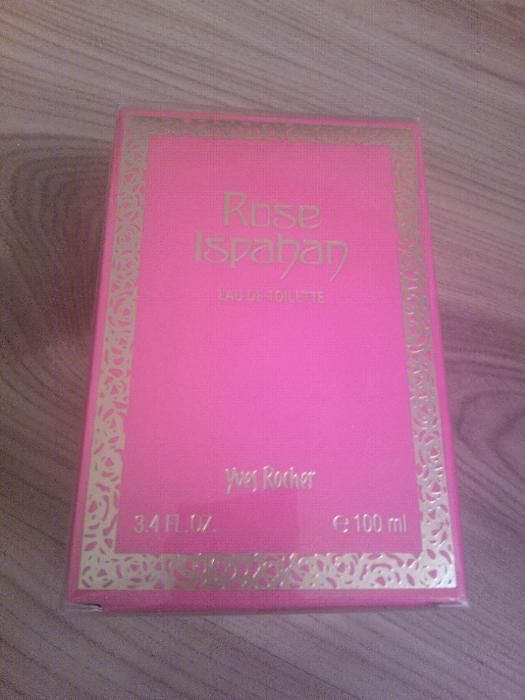 Rose
Ispahan
EAU DE TOILETTE
Yves Rocher
3.4 FL.OZ. ℮ 100 ml